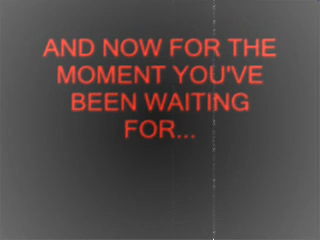 AND NOW FOR THE
MOMENT YOU'VE
BEEN WAITING
FOR...